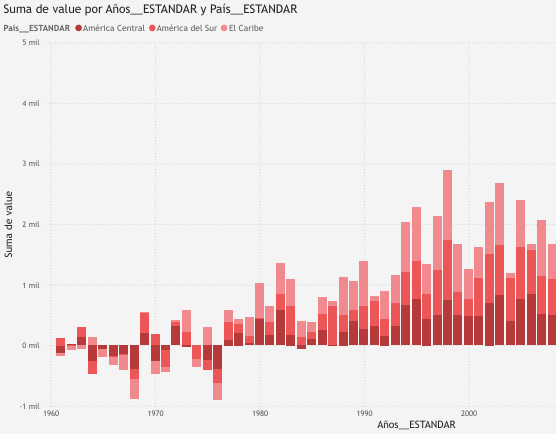 Suma de value por Años__ESTANDAR y País__ESTANDAR
País__ESTANDAR América Central América del Sur El Caribe
5 mil
4 mil
3 mil
2 mil
1 mil
0 mil
-1 mil
Suma de value
1960 1970 1980 1990 2000
Años__ESTANDAR